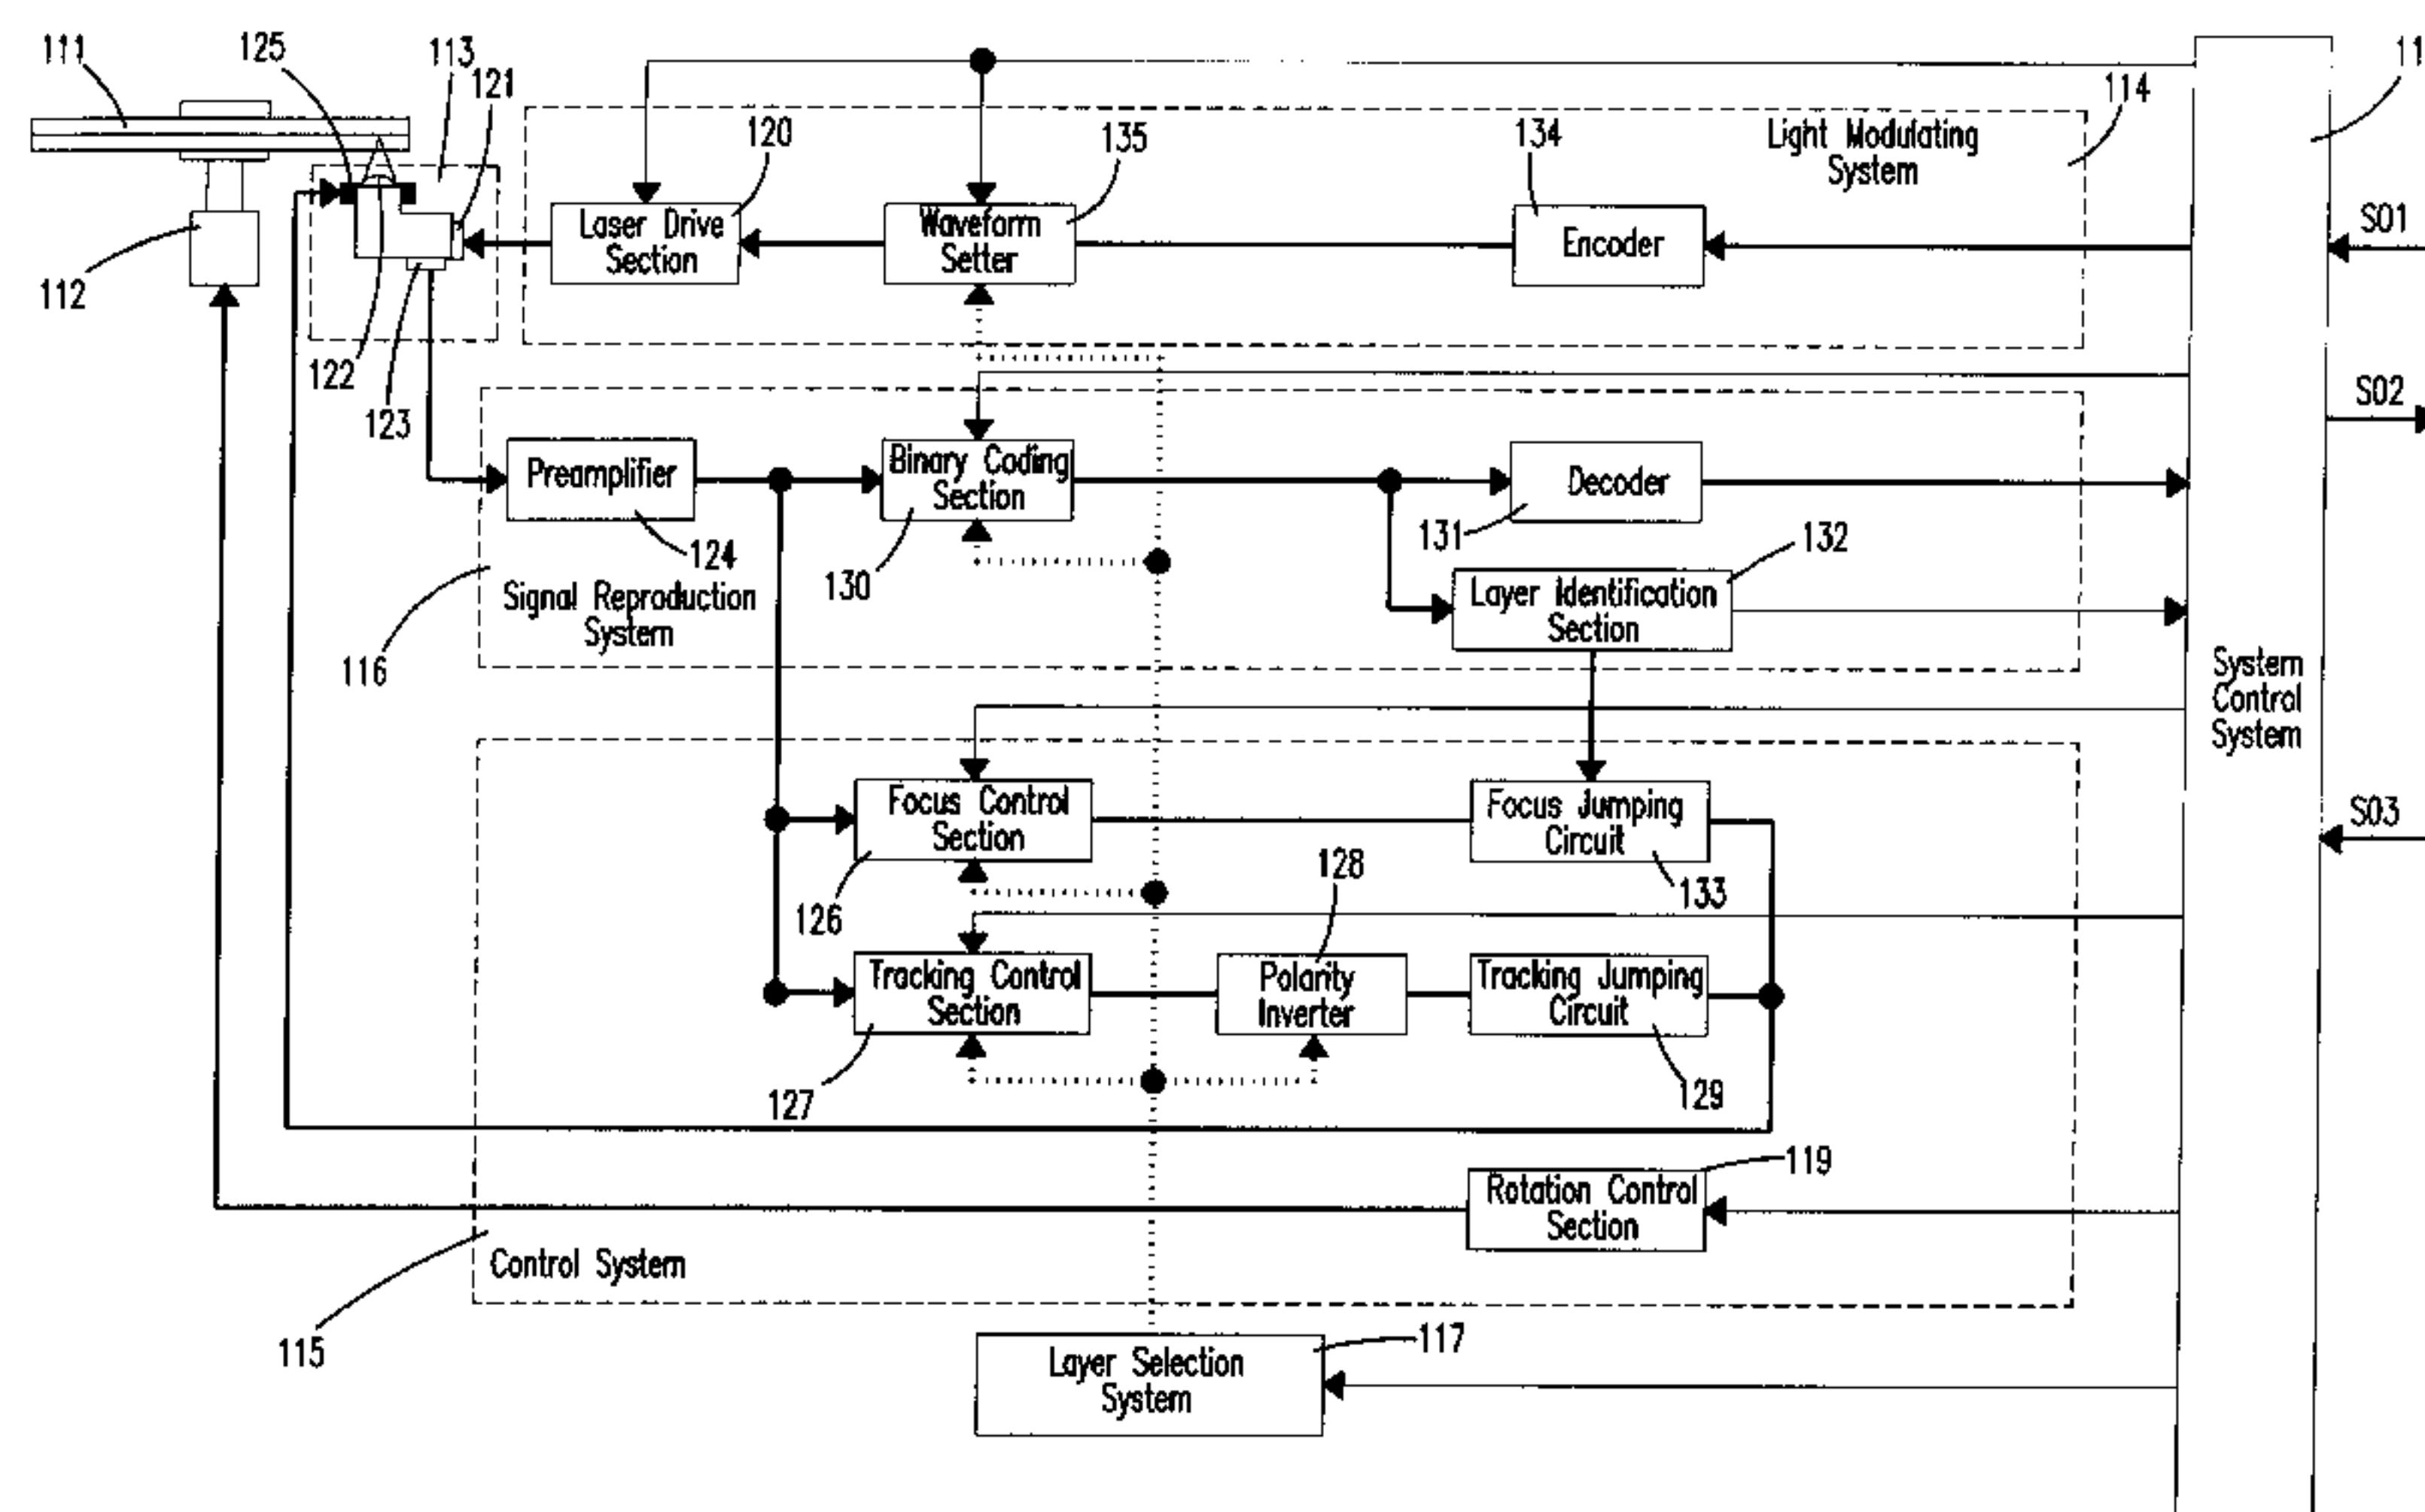 111
125
113
121
120
135
134
Light Modulating
System
114
11
Laser Drive
Section
Waveform
Setter
Encoder
S01
112
122
123
S02
Preamplifier
Binary Coding
Section
Decoder
124
130
131
132
Signal Reproduction
System
Layer Identification
Section
116
System
Control
System
Focus Control
Section
Focus Jumping
Circuit
S03
126
128
133
Tracking Control
Section
Polarity
Inverter
Tracking Jumping
Circuit
127
129
119
Rotation Control
Section
Control System
115
117
Layer Selection
System